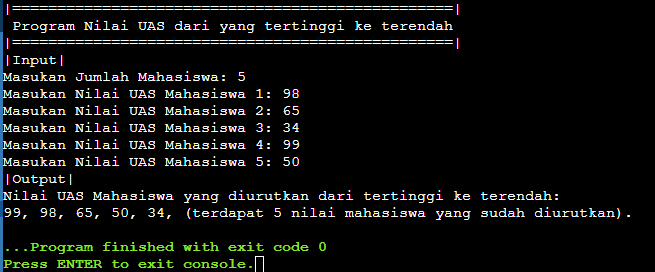 |==================================================|
Program Nilai UAS dari yang tertinggi ke terendah
|==================================================|
|Input|
Masukan Jumlah Mahasiswa: 5
Masukan Nilai UAS Mahasiswa 1: 98
Masukan Nilai UAS Mahasiswa 2: 65
Masukan Nilai UAS Mahasiswa 3: 34
Masukan Nilai UAS Mahasiswa 4: 99
Masukan Nilai UAS Mahasiswa 5: 50
|Output|
Nilai UAS Mahasiswa yang diurutkan dari tertinggi ke terendah:
99, 98, 65, 50, 34, (terdapat 5 nilai mahasiswa yang sudah diurutkan).
...Program finished with exit code 0
Press ENTER to exit console.